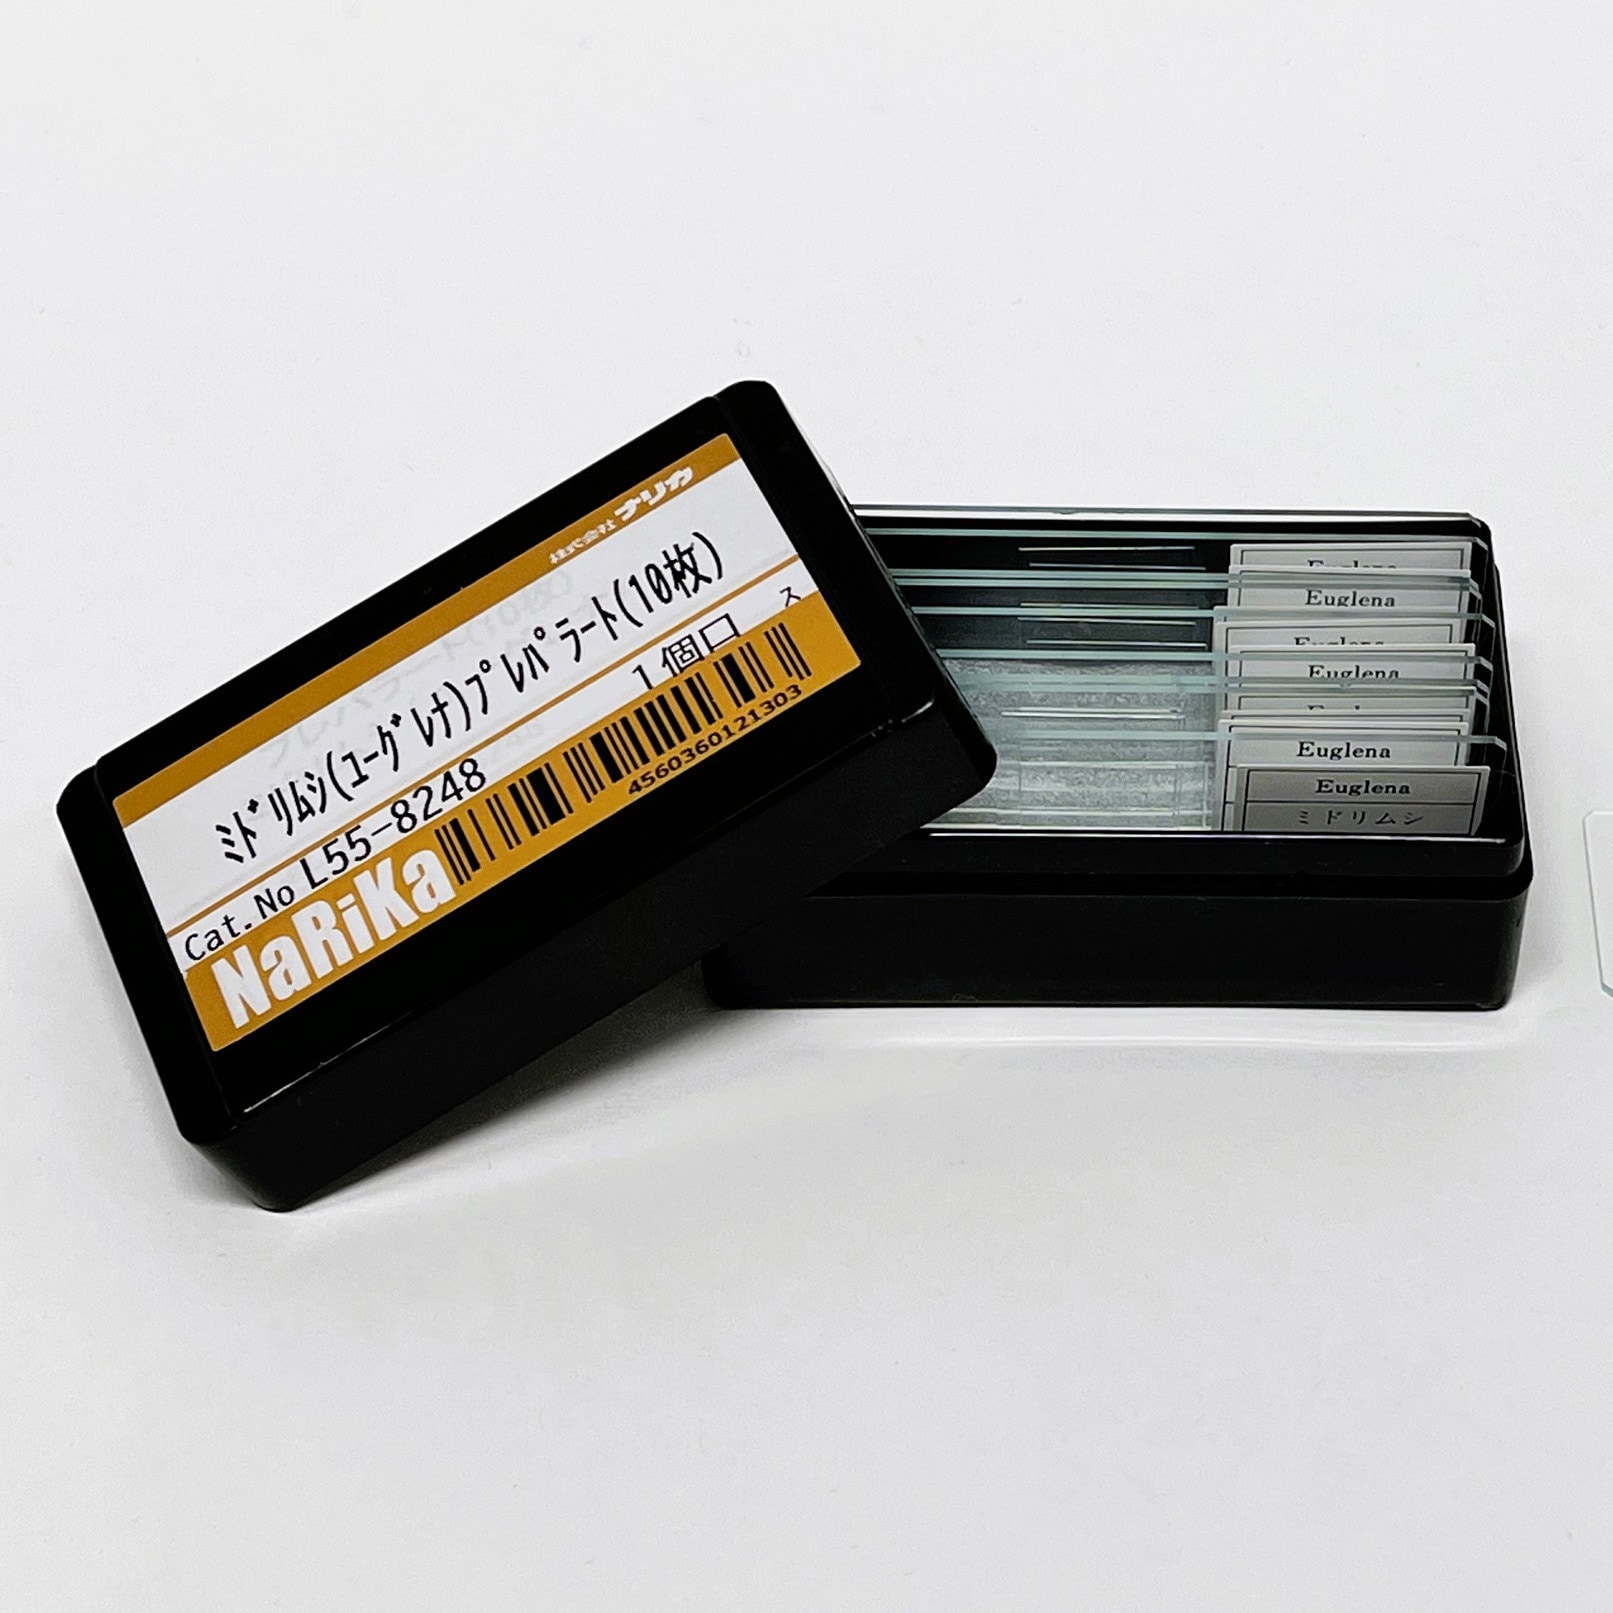 株式会社 ナリカ
ミドリムシ(ユーグレナ)プレパラート(10枚)
Cat. No L55-8248 1個口 ス
NaRiKa
4560360121303
Euglena
Euglena
Euglena
Euglena
Euglena
Euglena
ミドリムシ